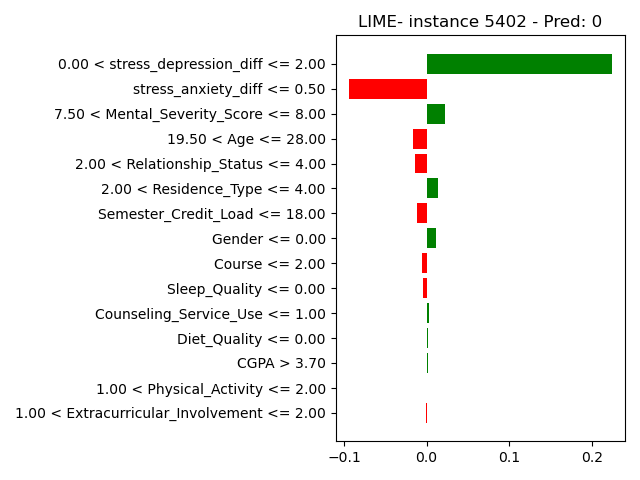 LIME- instance 5402 - Pred: 0
0.00 < stress_depression_diff <= 2.00
stress_anxiety_diff <= 0.50
7.50 < Mental_Severity_Score <= 8.00
19.50 < Age <= 28.00
2.00 < Relationship_Status <= 4.00
2.00 < Residence_Type <= 4.00
Semester_Credit_Load <= 18.00
Gender <= 0.00
Course <= 2.00
Sleep_Quality <= 0.00
Counseling_Service_Use <= 1.00
Diet_Quality <= 0.00
CGPA > 3.70
1.00 < Physical_Activity <= 2.00
1.00 < Extracurricular_Involvement <= 2.00
−0.1 0.0 0.1 0.2